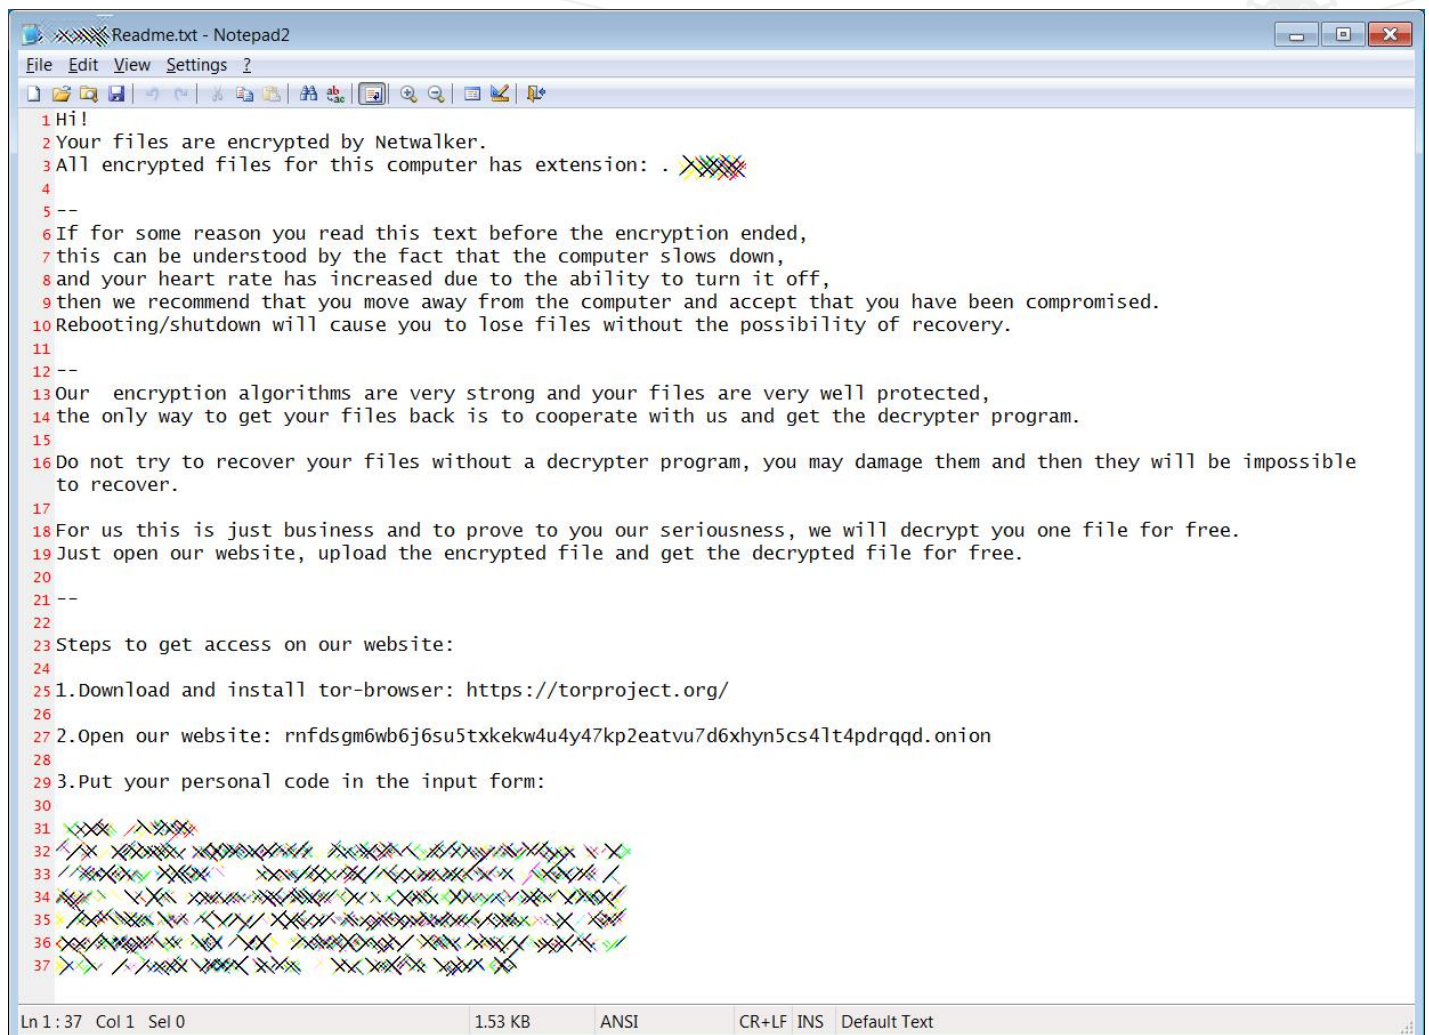 Readme.txt - Notepad2
File Edit View Settings ?
1 Hi!
2 Your files are encrypted by Netwalker.
3 All encrypted files for this computer has extension: .
4
5 --
6 If for some reason you read this text before the encryption ended,
7 this can be understood by the fact that the computer slows down,
8 and your heart rate has increased due to the ability to turn it off,
9 then we recommend that you move away from the computer and accept that you have been compromised.
10 Rebooting/shutdown will cause you to lose files without the possibility of recovery.
11
12 --
13 Our  encryption algorithms are very strong and your files are very well protected,
14 the only way to get your files back is to cooperate with us and get the decrypter program.
15
16 Do not try to recover your files without a decrypter program, you may damage them and then they will be impossible
to recover.
17
18 For us this is just business and to prove to you our seriousness, we will decrypt you one file for free.
19 Just open our website, upload the encrypted file and get the decrypted file for free.
20
21 --
22
23 Steps to get access on our website:
24
25 1.Download and install tor-browser: https://torproject.org/
26
27 2.Open our website: rnfdsgm6wb6j6su5txkekw4u4y47kp2eatvu7d6xhyn5cs4lt4pdrqqd.onion
28
29 3.Put your personal code in the input form:
30
31
32
33
34
35
36
37
Ln 1 : 37 Col 1 Sel 0 1.53 KB ANSI CR+LF INS Default Text